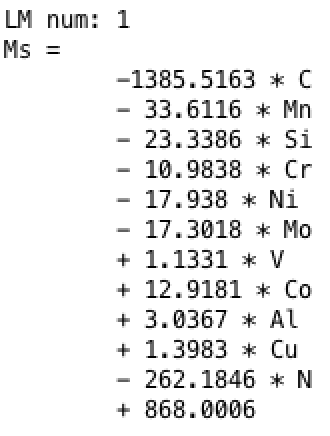 LM num: 1
Ms =
-1385.5163 * C
- 33.6116 * Mn
- 23.3386 * Si
- 10.9838 * Cr
- 17.938 * Ni
- 17.3018 * Mo
+ 1.1331 * V
+ 12.9181 * Co
+ 3.0367 * Al
+ 1.3983 * Cu
- 262.1846 * N
+ 868.0006